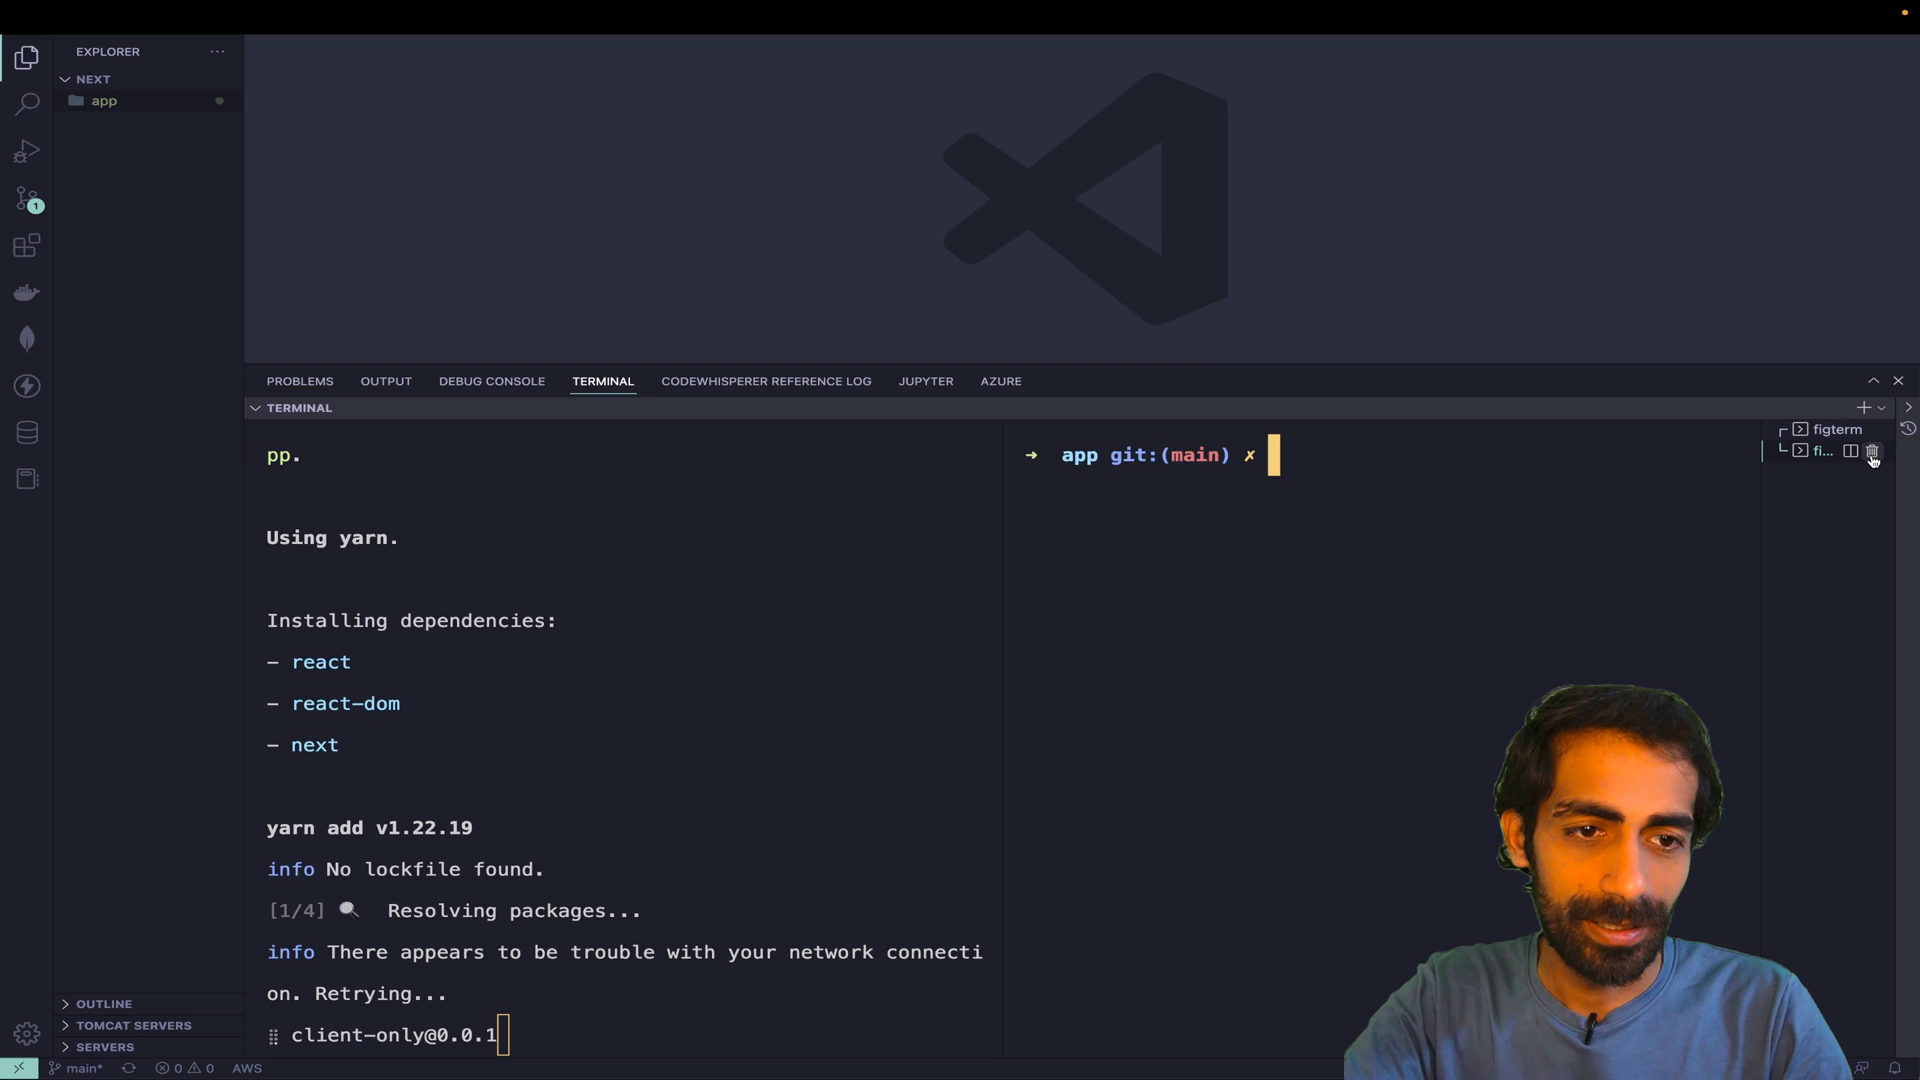 EXPLORER
NEXT
app
1
PROBLEMS OUTPUT DEBUG CONSOLE TERMINAL CODEWHISPERER REFERENCE LOG JUPYTER AZURE
TERMINAL
figterm
fi...
pp.
Using yarn.
Installing dependencies:
- react
- react-dom
- next
yarn add v1.22.19
info No lockfile found.
[1/4] 🔍 Resolving packages...
info There appears to be trouble with your network connecti
on. Retrying...
⣾ client-only@0.0.1
➜ app git:(main) ✗
OUTLINE
TOMCAT SERVERS
SERVERS
main* 0 0 AWS